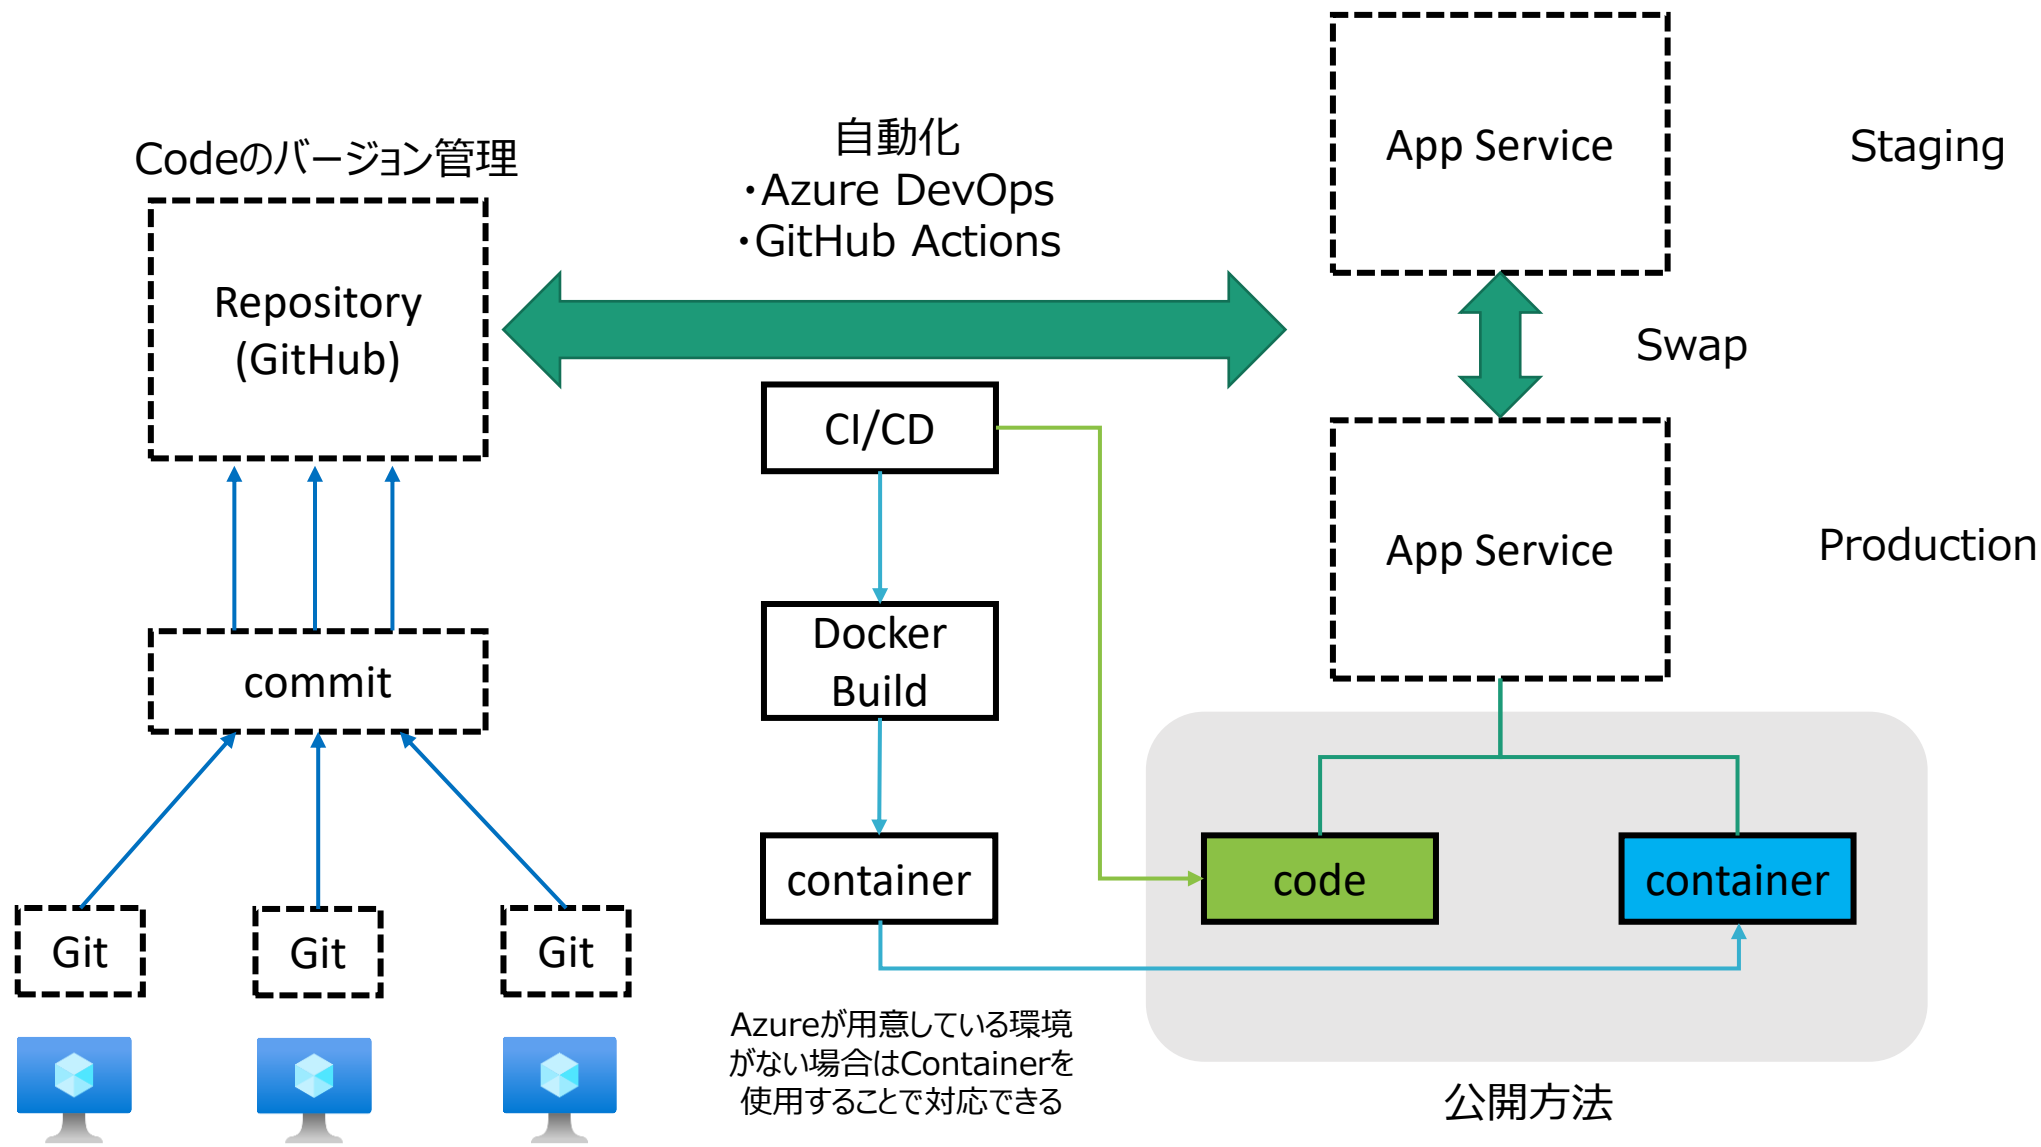 Codeのバージョン管理
Repository
(GitHub)
commit
Git
Git
Git
自動化
・Azure DevOps
・GitHub Actions
CI/CD
Docker
Build
container
Azureが用意している環境
がない場合はContainerを
使用することで対応できる
App Service
Staging
Swap
App Service
Production
code
container
公開方法